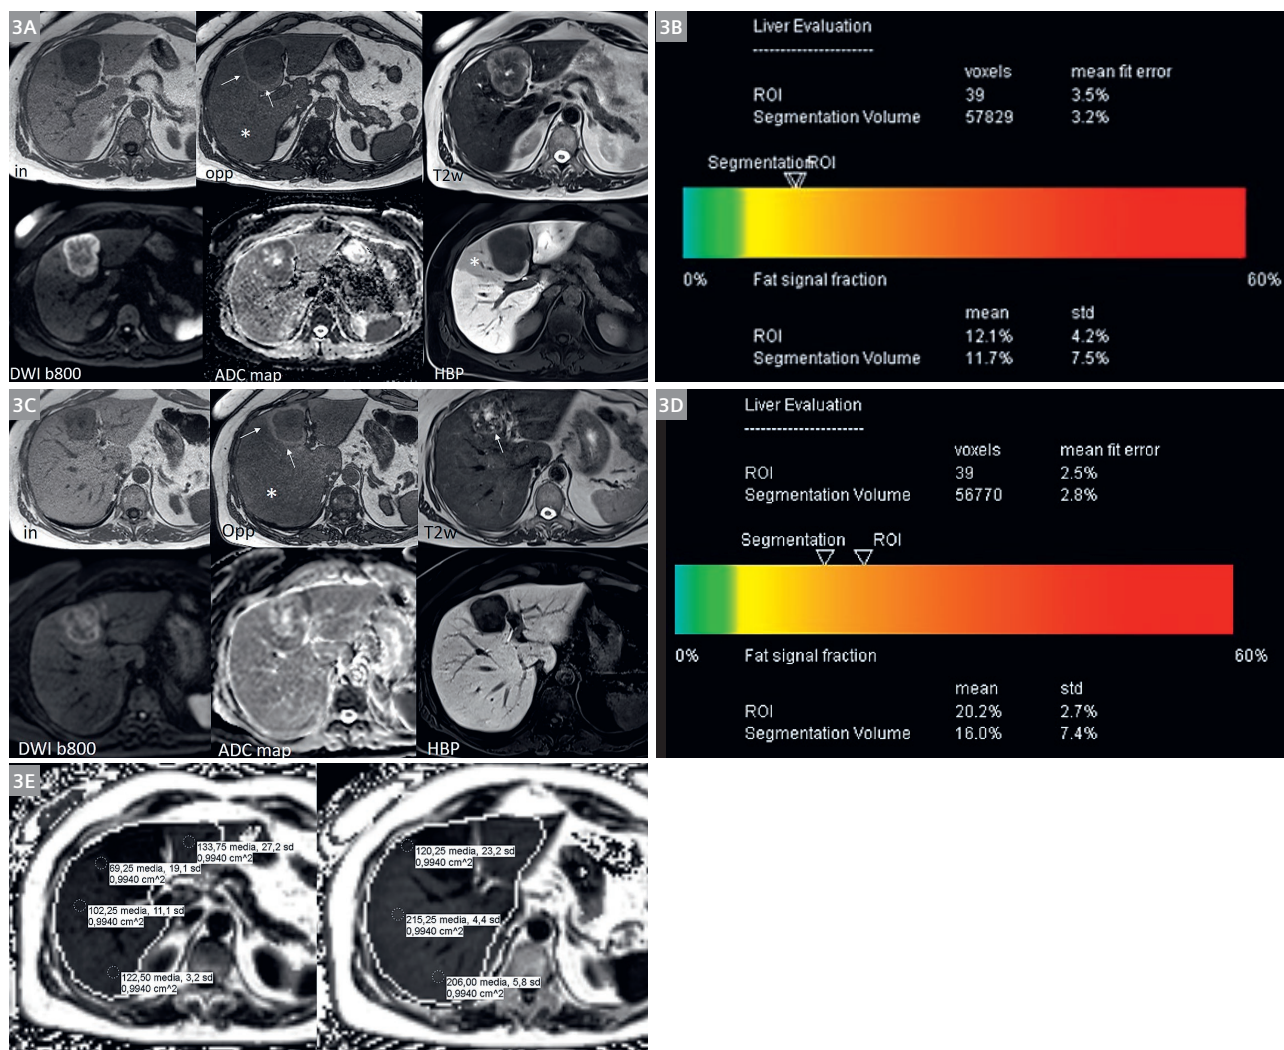 3A
in
opp
*
T2w
DWI b800
ADC map
*
HBP
3B
Liver Evaluation
-----------------------
voxels mean fit error
ROI 39 3.5%
Segmentation Volume 57829 3.2%
Segmentation ROI
0% Fat signal fraction 60%
mean std
ROI 12.1% 4.2%
Segmentation Volume 11.7% 7.5%
3C
in
Opp
*
T2w
DWI b800
ADC map
HBP
3D
Liver Evaluation
-----------------------
voxels mean fit error
ROI 39 2.5%
Segmentation Volume 56770 2.8%
Segmentation ROI
0% Fat signal fraction 60%
mean std
ROI 20.2% 2.7%
Segmentation Volume 16.0% 7.4%
3E
133,75 media, 27,2 sd
0,9940 cm^2
69,25 media, 19,1 sd
0,9940 cm^2
102,25 media, 11,1 sd
0,9940 cm^2
122,50 media, 3,2 sd
0,9940 cm^2
120,25 media, 23,2 sd
0,9940 cm^2
215,25 media, 4,4 sd
0,9940 cm^2
206,00 media, 5,8 sd
0,9940 cm^2